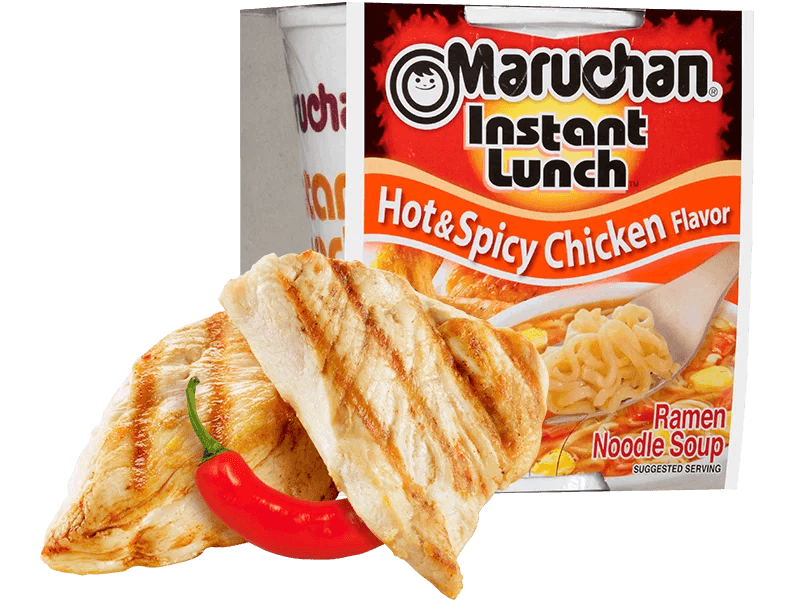 Maruchan®
Instant
Lunch™
Hot&Spicy Chicken Flavor
Ramen
Noodle Soup
SUGGESTED SERVING